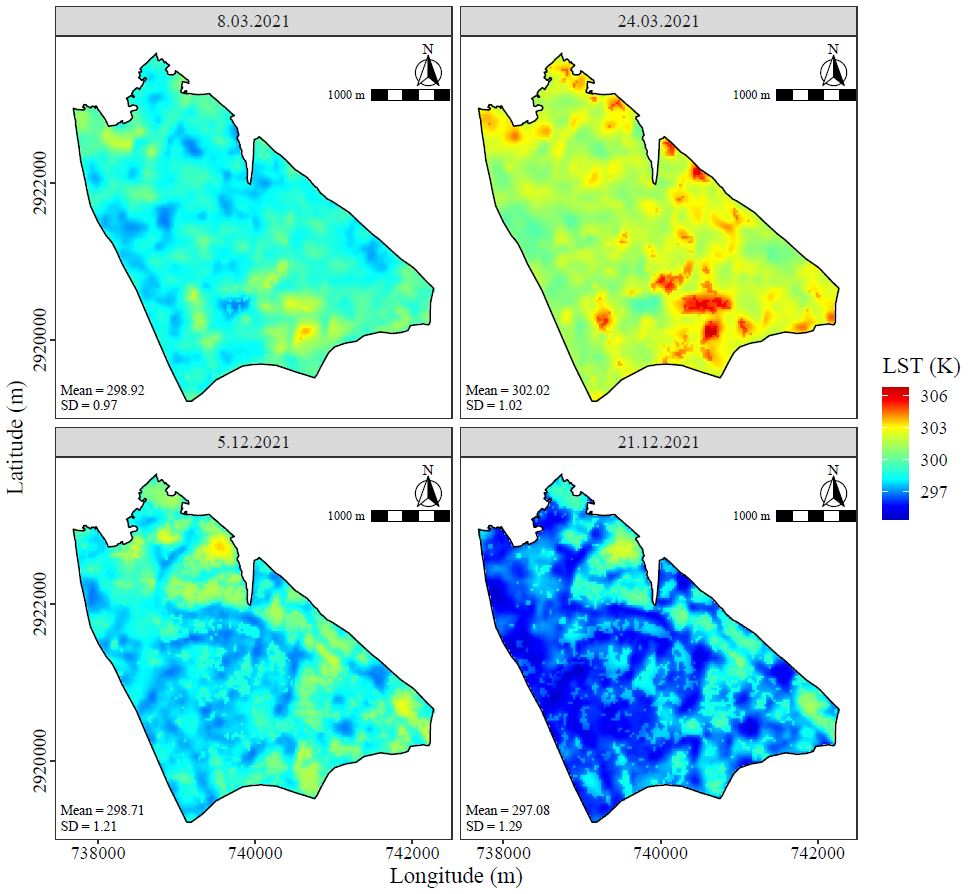 8.03.2021
24.03.2021
N
1000 m
N
1000 m
2922000
2920000
Mean = 298.92
SD = 0.97
Mean = 302.02
SD = 1.02
LST (K)
306
303
300
297
5.12.2021
21.12.2021
N
1000 m
N
1000 m
2922000
2920000
Mean = 298.71
SD = 1.21
Mean = 297.08
SD = 1.29
738000
740000
742000
738000
740000
742000
Latitude (m)
Longitude (m)